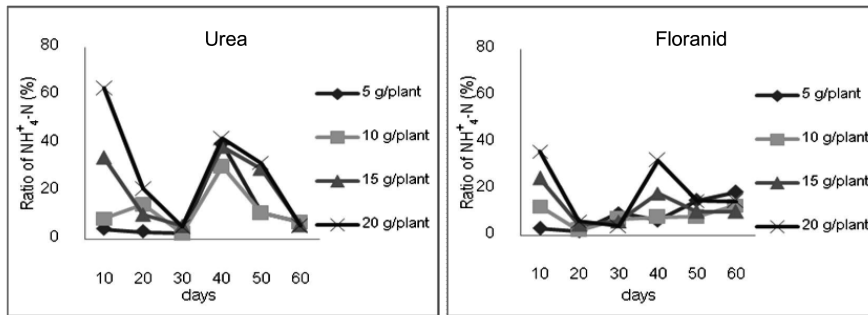 Urea
Ratio of NH+4-N (%)
80
60
40
20
0
10 20 30 40 50 60
days
5 g/plant
10 g/plant
15 g/plant
20 g/plant
Floranid
Ratio of NH+4-N (%)
80
60
40
20
0
10 20 30 40 50 60
days
5 g/plant
10 g/plant
15 g/plant
20 g/plant